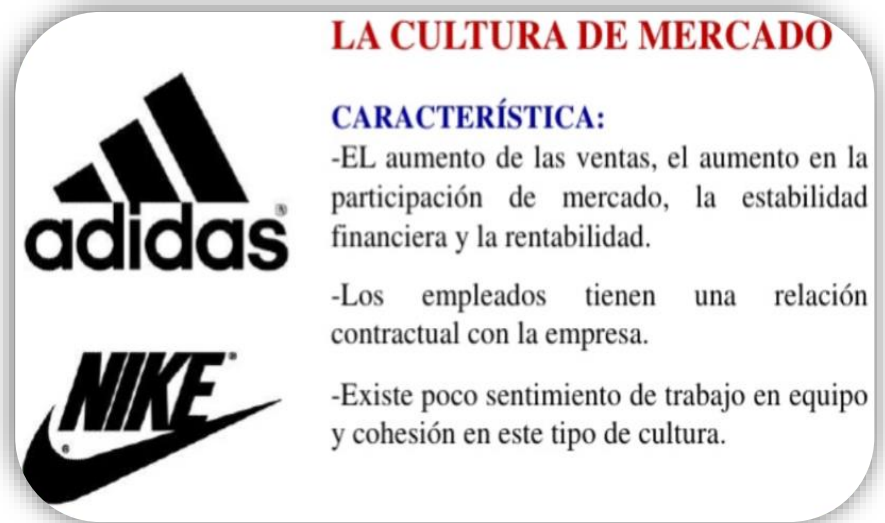 LA CULTURA DE MERCADO
CARACTERÍSTICA:
-EL aumento de las ventas, el aumento en la
participación de mercado, la estabilidad
financiera y la rentabilidad.
-Los empleados tienen una relación
contractual con la empresa.
-Existe poco sentimiento de trabajo en equipo
y cohesión en este tipo de cultura.
adidas®
NIKE®
®